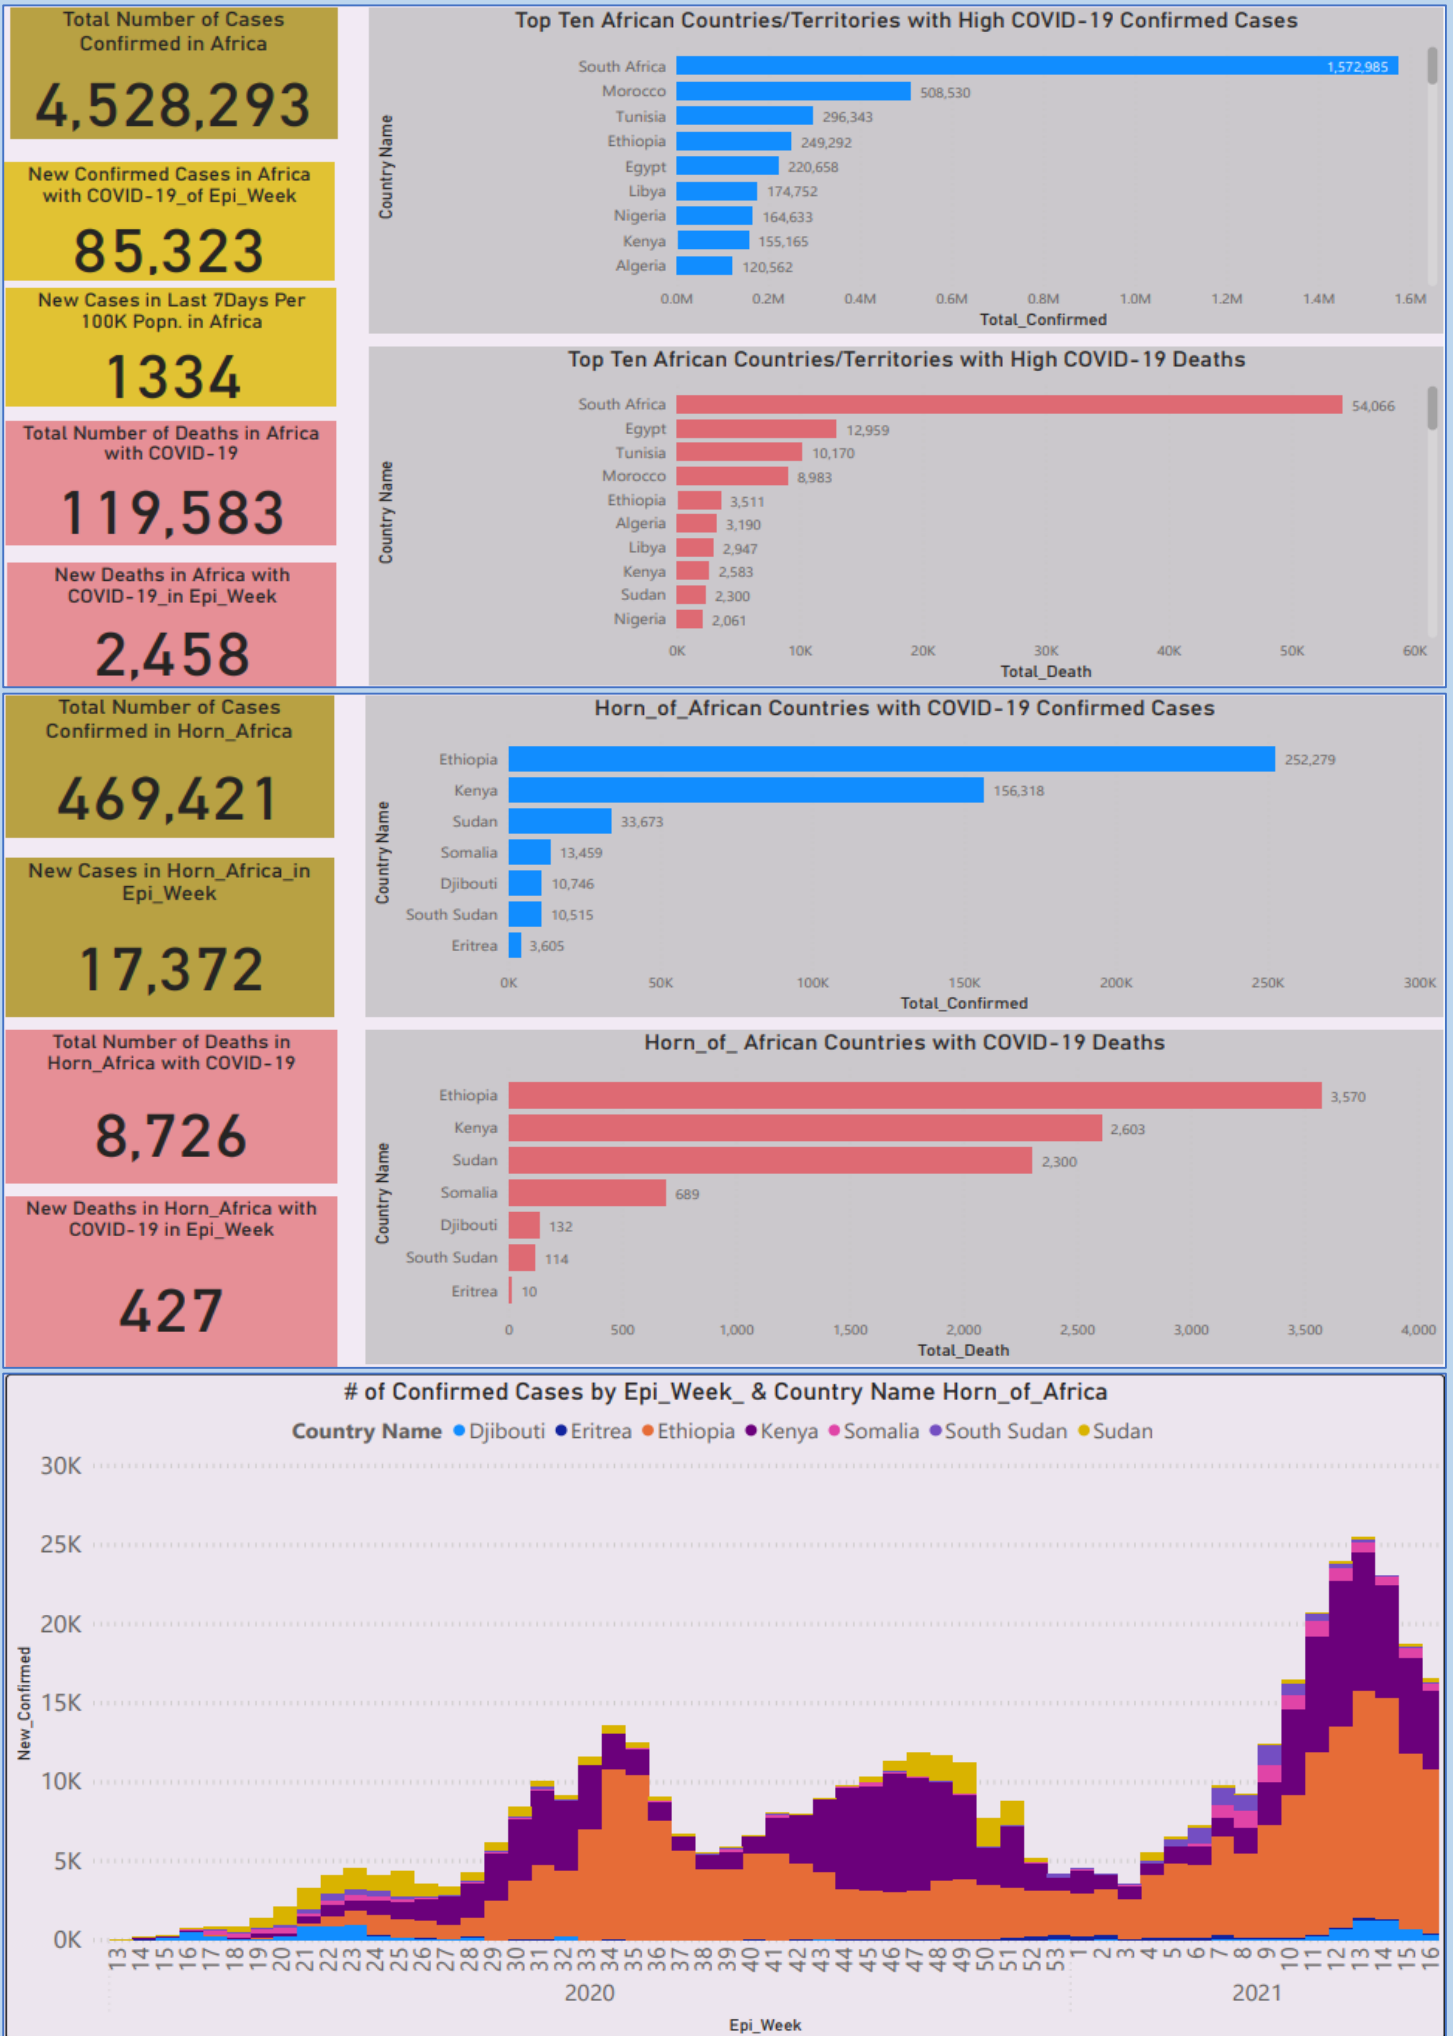 Total Number of Cases
Confirmed in Africa
4,528,293
New Confirmed Cases in Africa
with COVID-19_of Epi_Week
85,323
New Cases in Last 7Days Per
100K Popn. in Africa
1334
Total Number of Deaths in Africa
with COVID-19
119,583
New Deaths in Africa with
COVID-19_in Epi_Week
2,458
Top Ten African Countries/Territories with High COVID-19 Confirmed Cases
Country Name
South Africa 1,572,985
Morocco 508,530
Tunisia 296,343
Ethiopia 249,292
Egypt 220,658
Libya 174,752
Nigeria 164,633
Kenya 155,165
Algeria 120,562
0.0M 0.2M 0.4M 0.6M 0.8M 1.0M 1.2M 1.4M 1.6M
Total_Confirmed
Top Ten African Countries/Territories with High COVID-19 Deaths
Country Name
South Africa 54,066
Egypt 12,959
Tunisia 10,170
Morocco 8,983
Ethiopia 3,511
Algeria 3,190
Libya 2,947
Kenya 2,583
Sudan 2,300
Nigeria 2,061
0K 10K 20K 30K 40K 50K 60K
Total_Death
Total Number of Cases
Confirmed in Horn_Africa
469,421
New Cases in Horn_Africa_in
Epi_Week
17,372
Total Number of Deaths in
Horn_Africa with COVID-19
8,726
New Deaths in Horn_Africa with
COVID-19 in Epi_Week
427
Horn_of_African Countries with COVID-19 Confirmed Cases
Country Name
Ethiopia 252,279
Kenya 156,318
Sudan 33,673
Somalia 13,459
Djibouti 10,746
South Sudan 10,515
Eritrea 3,605
0K 50K 100K 150K 200K 250K 300K
Total_Confirmed
Horn_of_ African Countries with COVID-19 Deaths
Country Name
Ethiopia 3,570
Kenya 2,603
Sudan 2,300
Somalia 689
Djibouti 132
South Sudan 114
Eritrea 10
0 500 1,000 1,500 2,000 2,500 3,000 3,500 4,000
Total_Death
# of Confirmed Cases by Epi_Week_ & Country Name Horn_of_Africa
Country Name Djibouti Eritrea Ethiopia Kenya Somalia South Sudan Sudan
New_Confirmed
30K
25K
20K
15K
10K
5K
0K
13 14 15 16 17 18 19 20 21 22 23 24 25 26 27 28 29 30 31 32 33 34 35 36 37 38 39 40 41 42 43 44 45 46 47 48 49 50 51 52 53 1 2 3 4 5 6 7 8 9 10 11 12 13 14 15 16
2020 2021
Epi_Week